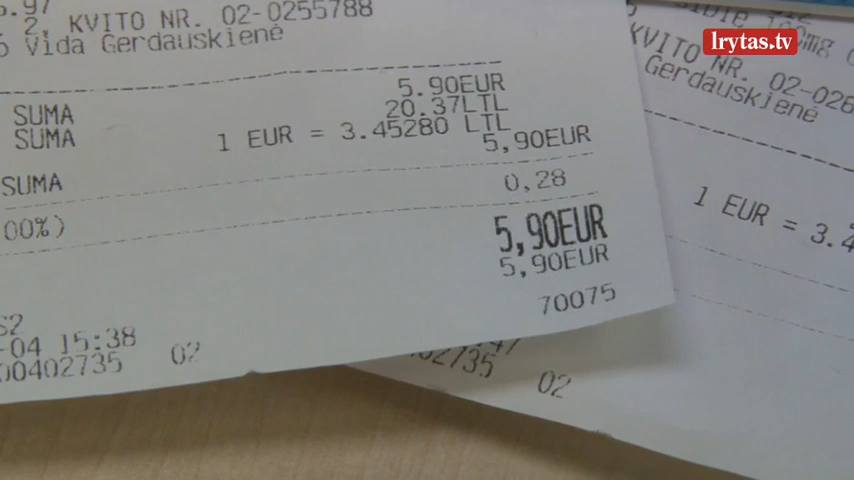 2, KVITO NR. 02-0255788
Vida Gerdauskienė
SUMA 5.90EUR
SUMA 20.37LTL
1 EUR = 3.45280 LTL
5,90EUR
SUMA
0,28
00%)
5,90EUR
5,90EUR
70075
-04 15:38
00402735 02
lrytas.tv
KVITO NR. 02-026
Gerdauskienė
1 EUR = 3.4
00402735 02